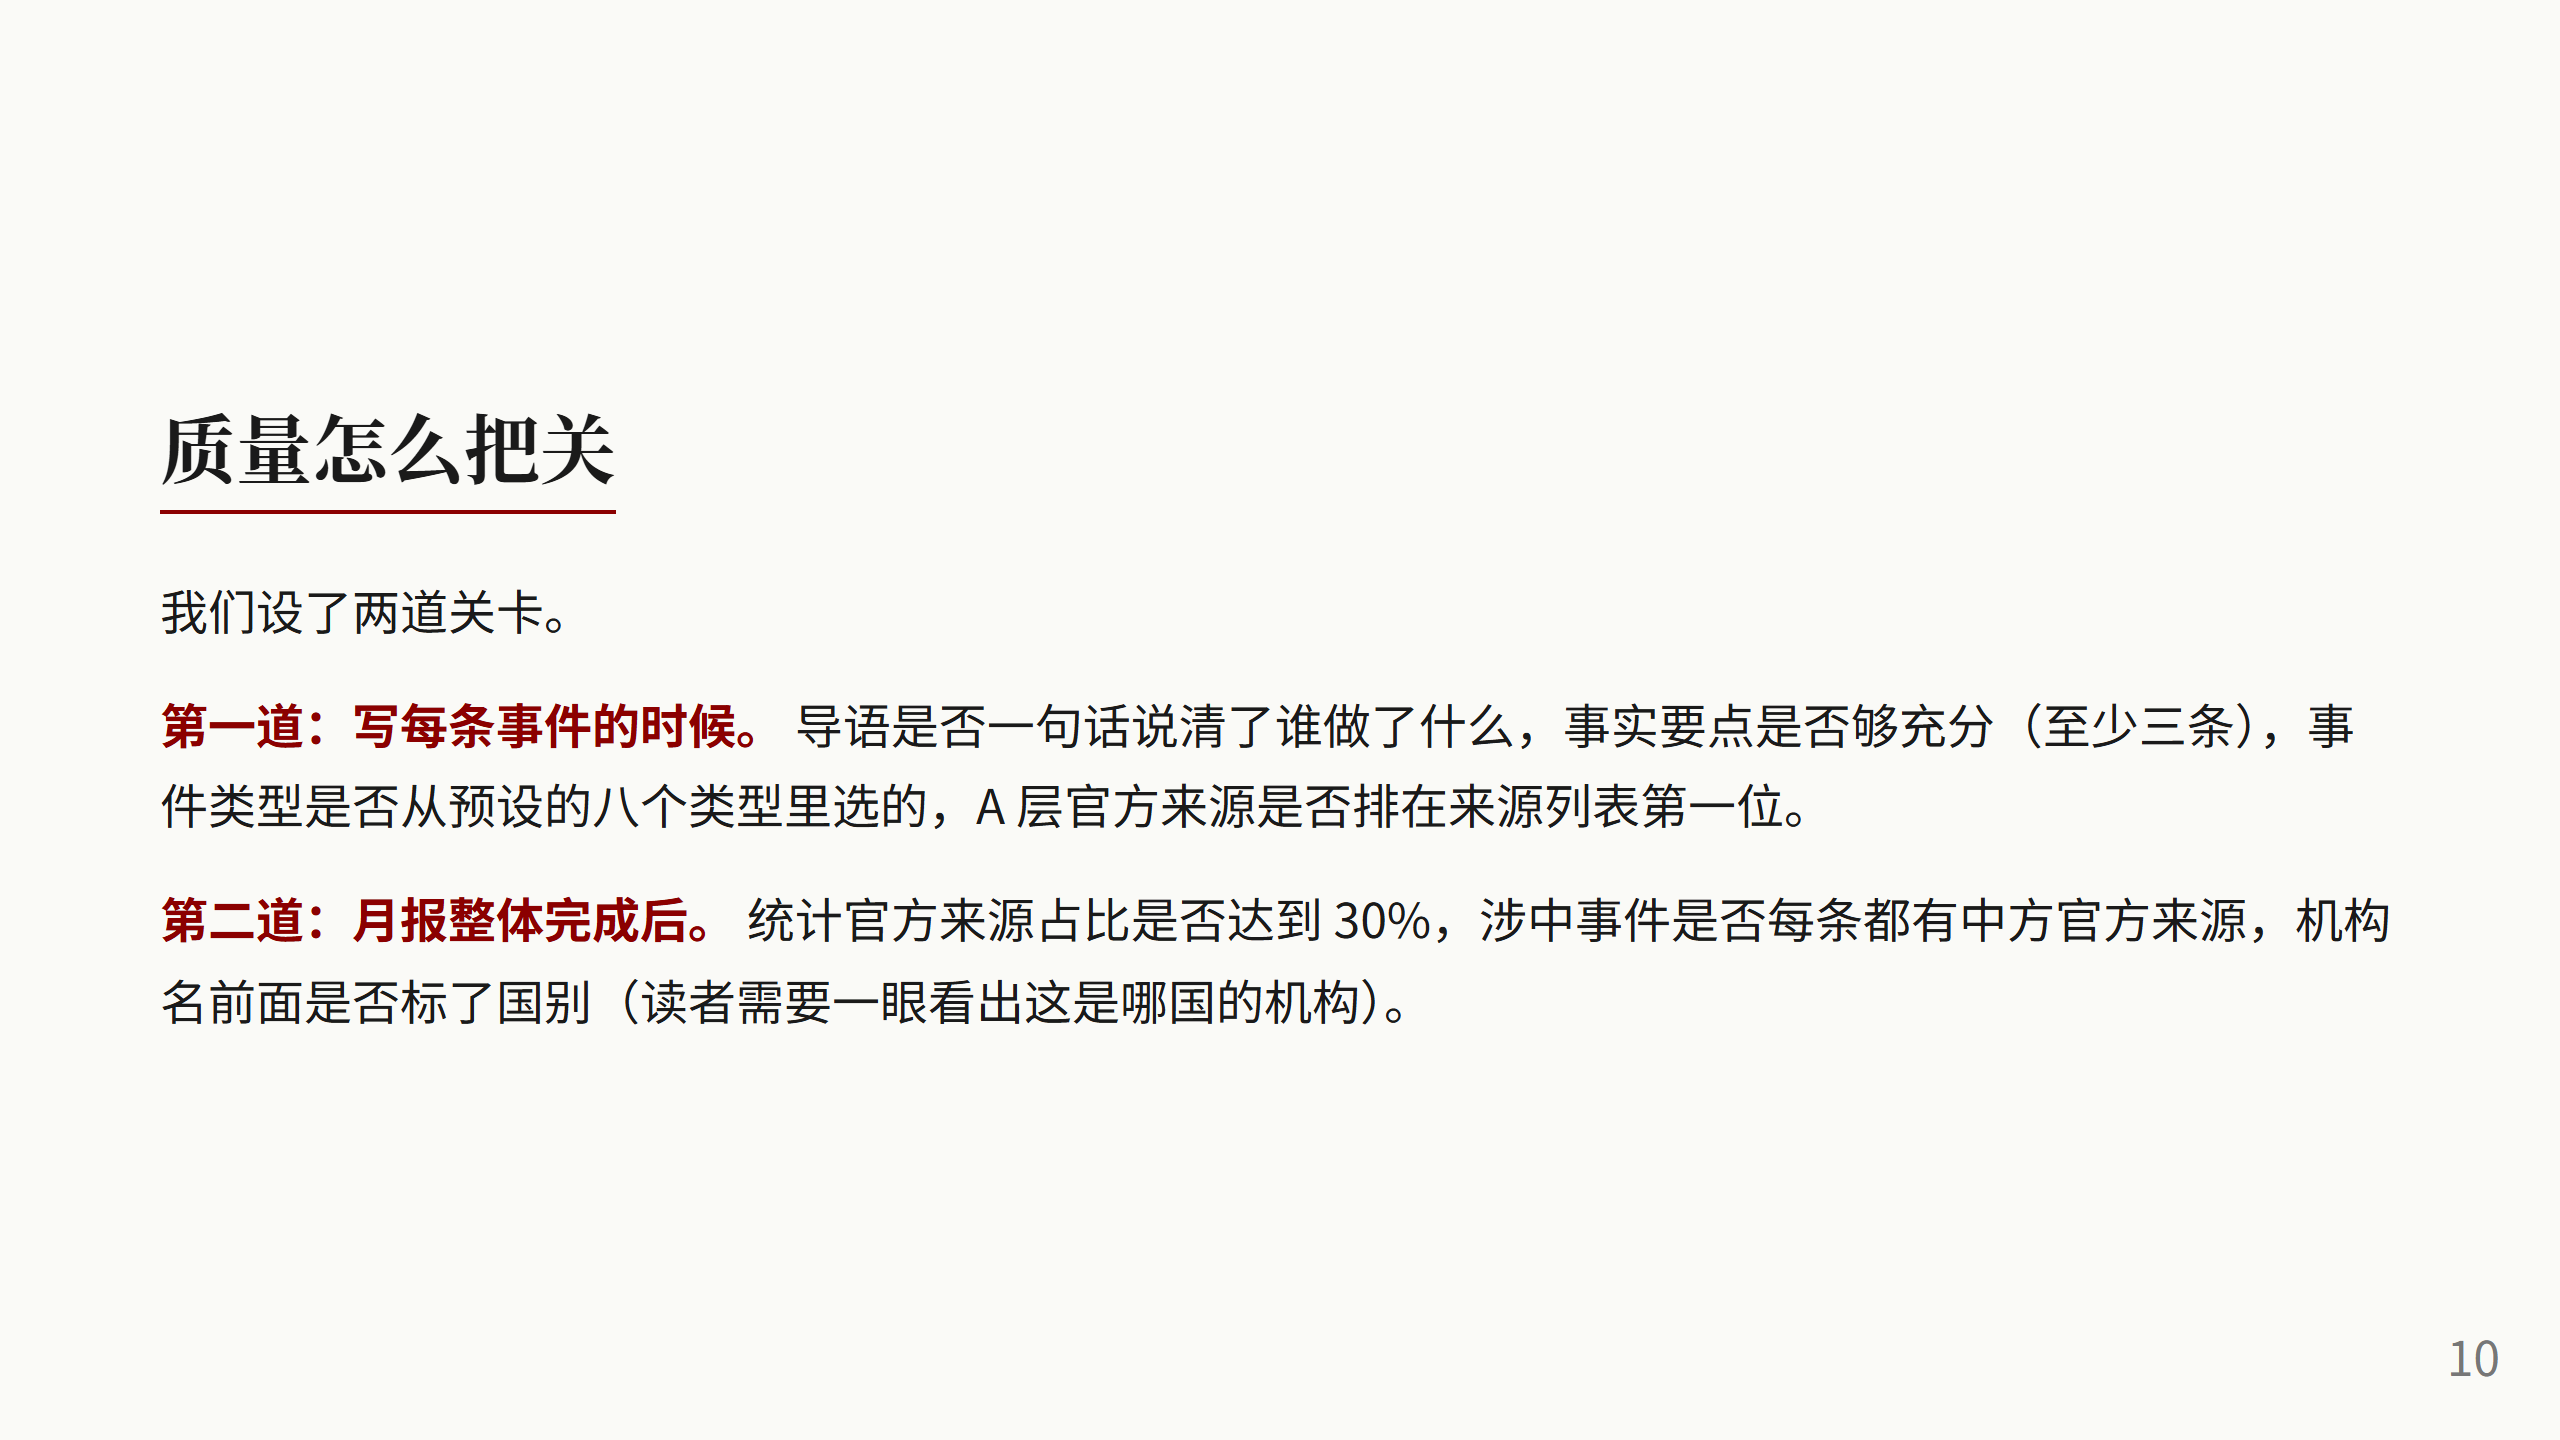 质量怎么把关
我们设了两道关卡。
第一道：写每条事件的时候。 导语是否一句话说清了谁做了什么，事实要点是否够充分（至少三条），事
件类型是否从预设的八个类型里选的，A 层官方来源是否排在来源列表第一位。
第二道：月报整体完成后。 统计官方来源占比是否达到 30%，涉中事件是否每条都有中方官方来源，机构
名前面是否标了国别（读者需要一眼看出这是哪国的机构）。
10